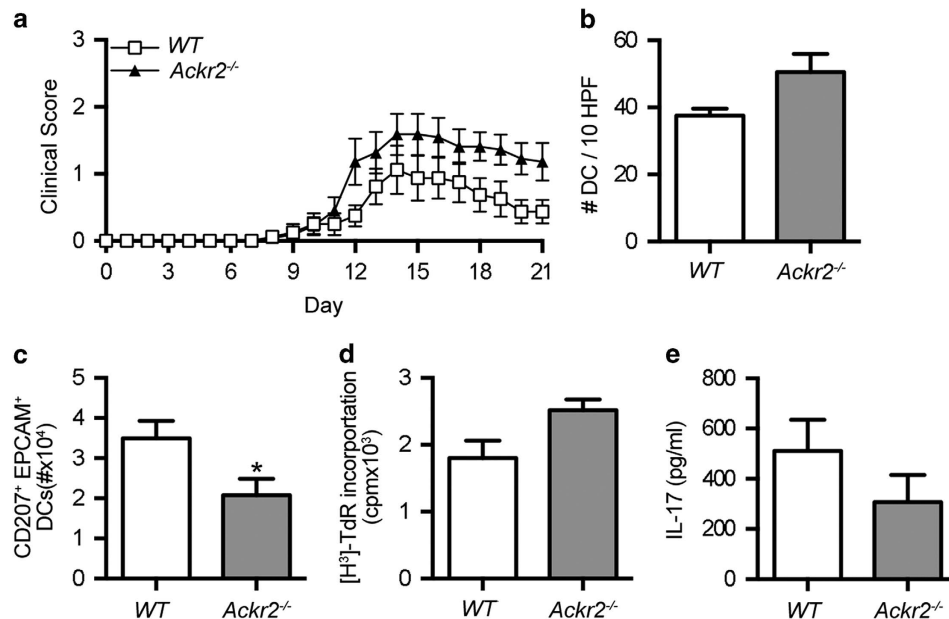 a
3
2
1
0
Clinical Score
WT
Ackr2-/-
0 3 6 9 12 15 18 21
Day
b
60
40
20
0
# DC / 10 HPF
WT Ackr2-/-
c
5
4
3
2
1
0
CD207+ EPCAM+
DCs(#x10⁴)
*
WT Ackr2-/-
d
3
2
1
0
[H³]-TdR incorportation
(cpmx10³)
WT Ackr2-/-
e
800
600
400
200
0
IL-17 (pg/ml)
WT Ackr2-/-